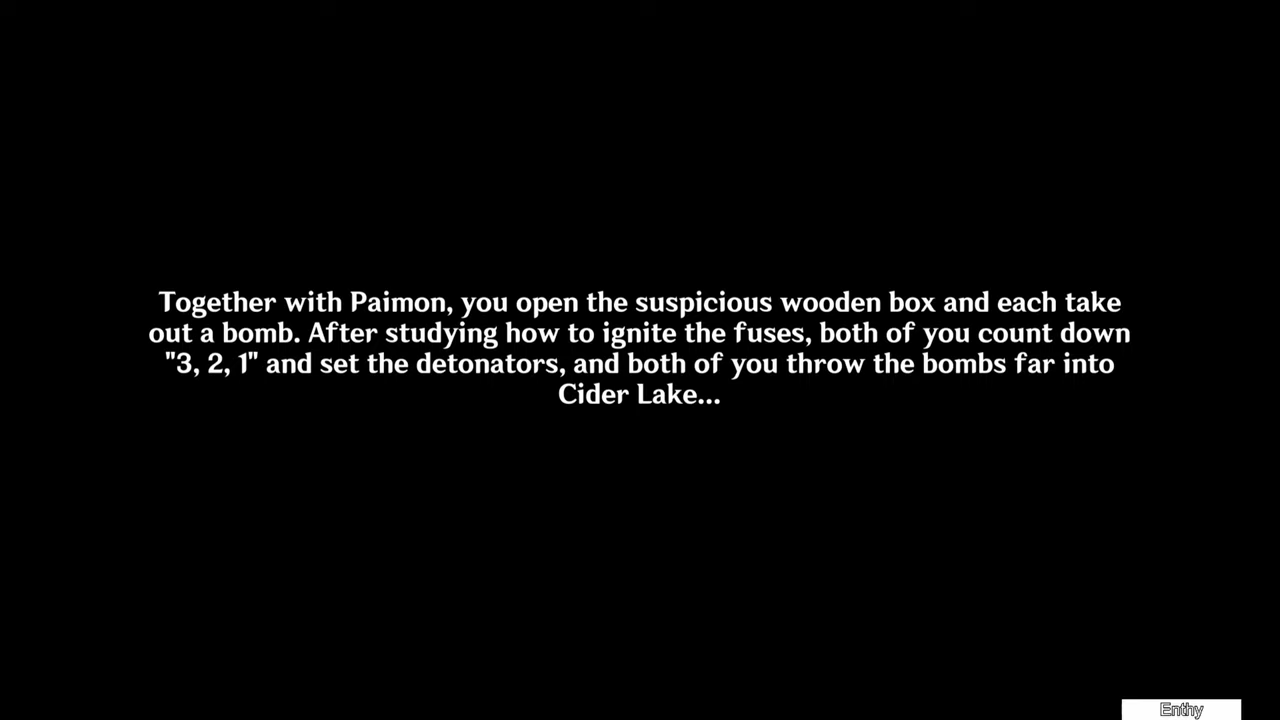 Together with Paimon, you open the suspicious wooden box and each take
out a bomb. After studying how to ignite the fuses, both of you count down
"3, 2, 1" and set the detonators, and both of you throw the bombs far into
Cider Lake...
Enthy